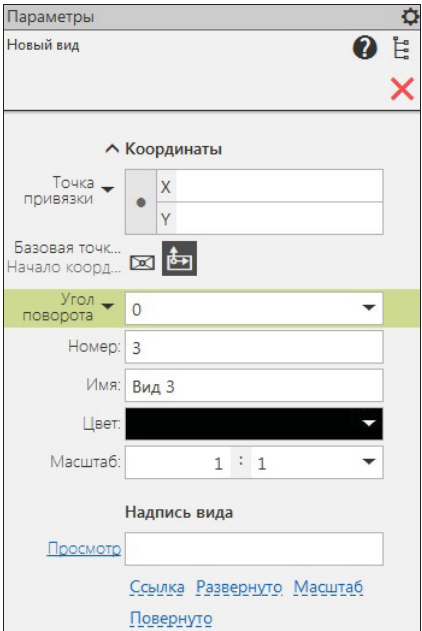 Параметры
Новый вид
?
Координаты
Точка
привязки
X
Y
Базовая точк...
Начало коорд...
Угол
поворота
0
Номер: 3
Имя: Вид 3
Цвет:
Масштаб: 1 : 1
Надпись вида
Просмотр
Ссылка Развернуто Масштаб
Повернуто